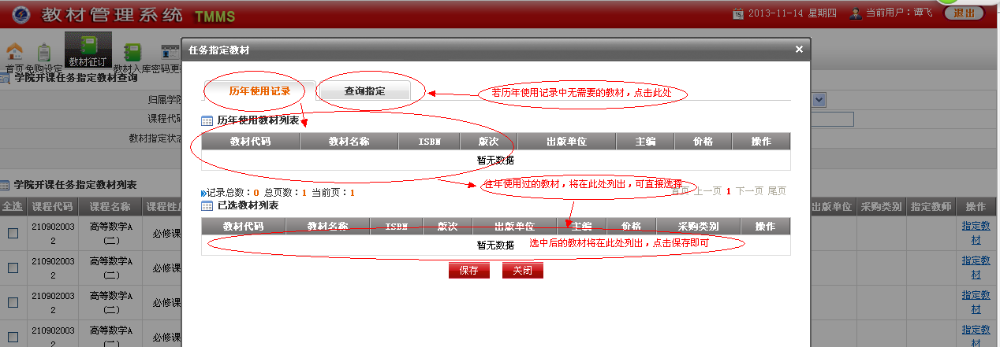 教材管理系统 TMMS
2013-11-14 星期四 当前用户：谭飞 退出
首页 免购设定 教材征订 教材入库 密码更
学院开课任务指定教材查询
归属学院
课程代码
教材指定状态
学院开课任务指定教材列表
全选 课程代码 课程名称 课程性质 出版单位 采购类别 指定教师 操作
2109020032 高等数学A(二) 必修课 指定教材
2109020032 高等数学A(二) 必修课 指定教材
2109020032 高等数学A(二) 必修课 指定教材
2109020032 高等数学A(二) 必修课 指定教材
任务指定教材 ×
历年使用记录 查询指定
若历年使用记录中无需要的教材，点击此处
历年使用教材列表
教材代码 教材名称 ISBN 版次 出版单位 主编 价格 操作
暂无数据
往年使用过的教材，将在此处列出，可直接选择
记录总数：0 总页数：1 当前页：1
首页 上一页 1 下一页 尾页
已选教材列表
教材代码 教材名称 ISBN 版次 出版单位 主编 价格 采购类别 操作
暂无数据
选中后的教材将在此处列出，点击保存即可
保存 关闭